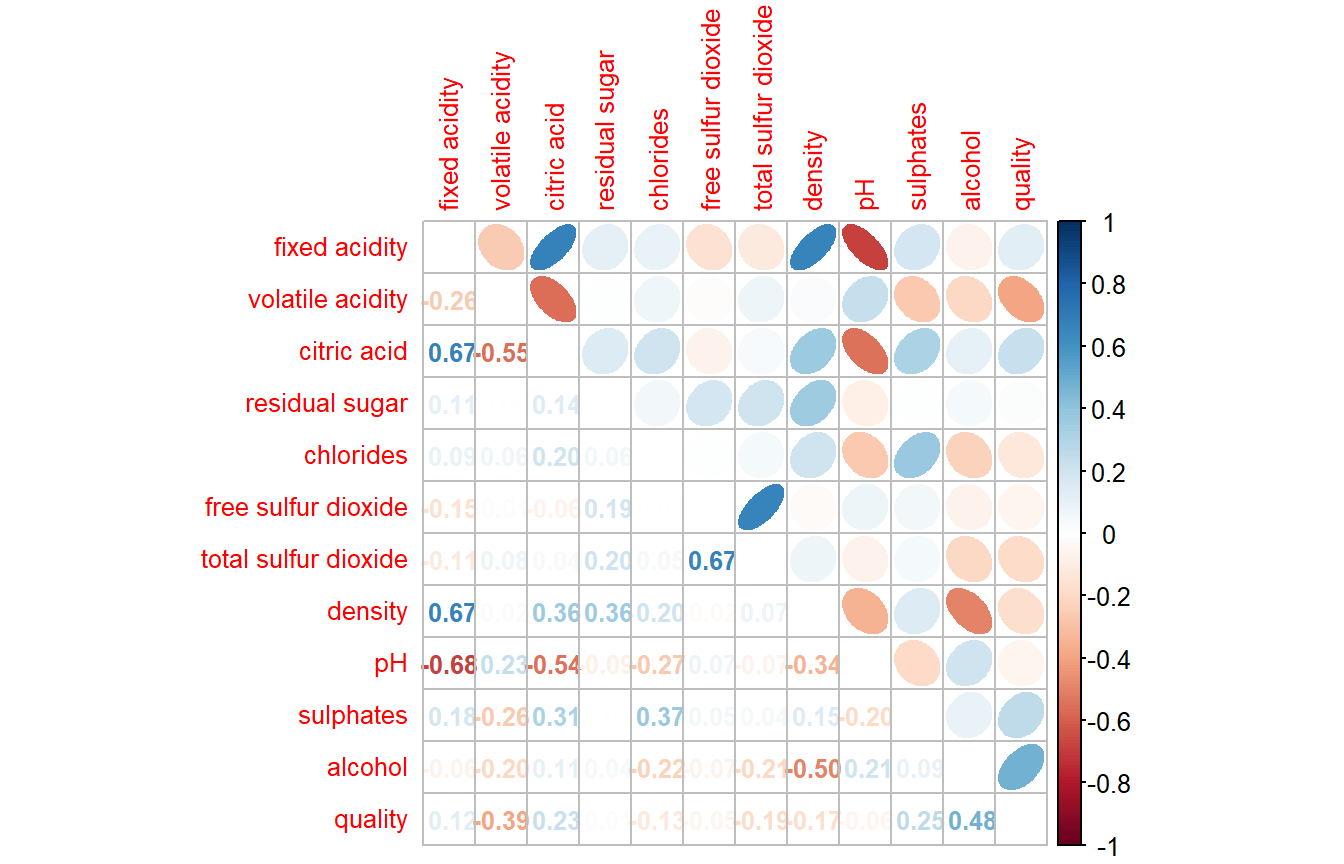 fixed acidity
volatile acidity
citric acid
residual sugar
chlorides
free sulfur dioxide
total sulfur dioxide
density
pH
sulphates
alcohol
quality
fixed acidity
volatile acidity -0.26
citric acid 0.67 -0.55
residual sugar 0.11 0.14
chlorides 0.09 0.06 0.20 0.06
free sulfur dioxide -0.15 -0.06 0.19
total sulfur dioxide -0.11 0.08 0.04 0.20 0.05 0.67
density 0.67 0.02 0.36 0.36 0.20 -0.02 0.07
pH -0.68 0.23 -0.54 -0.09 -0.27 0.07 -0.07 -0.34
sulphates 0.18 -0.26 0.31 0.37 0.05 0.04 0.15 -0.20
alcohol -0.06 -0.20 0.11 0.04 -0.22 -0.07 -0.21 -0.50 0.21 0.09
quality 0.12 -0.39 0.23 0.01 -0.13 -0.05 -0.19 -0.17 -0.06 0.25 0.48
1
0.8
0.6
0.4
0.2
0
-0.2
-0.4
-0.6
-0.8
-1